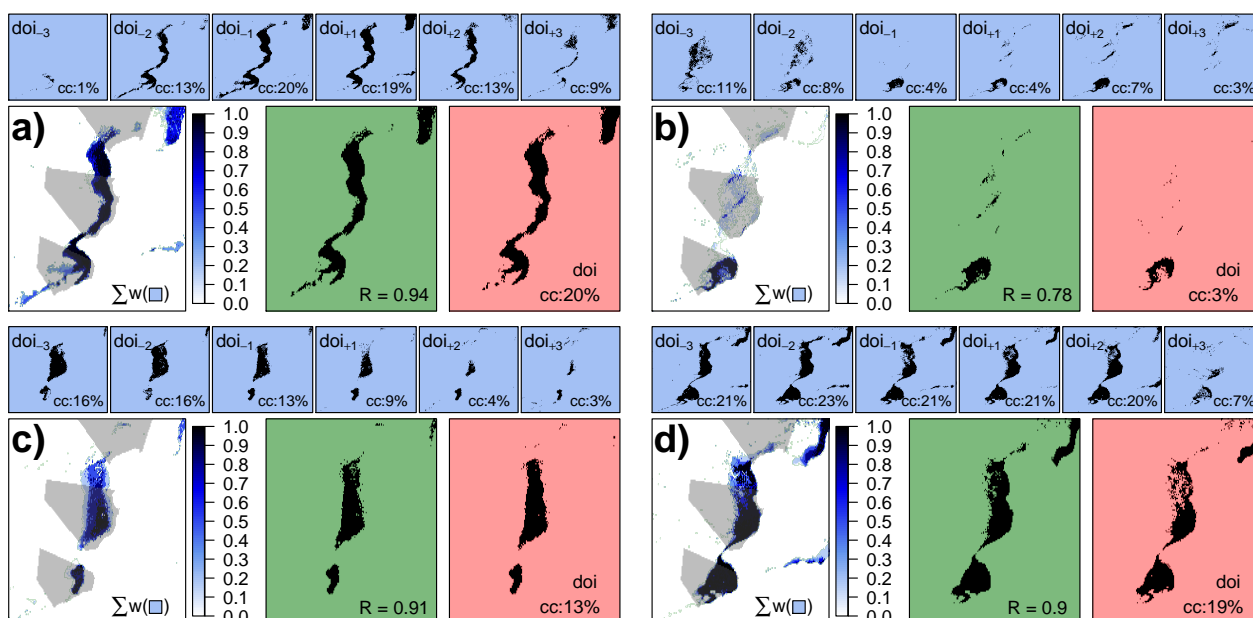 doi−3 cc:1%
doi−2 cc:13%
doi−1 cc:20%
doi+1 cc:19%
doi+2 cc:13%
doi+3 cc:9%
a)
∑w( )
1.0
0.9
0.8
0.7
0.6
0.5
0.4
0.3
0.2
0.1
0.0
R = 0.94
doi
cc:20%
doi−3 cc:11%
doi−2 cc:8%
doi−1 cc:4%
doi+1 cc:4%
doi+2 cc:7%
doi+3 cc:3%
b)
∑w( )
1.0
0.9
0.8
0.7
0.6
0.5
0.4
0.3
0.2
0.1
0.0
R = 0.78
doi
cc:3%
doi−3 cc:16%
doi−2 cc:16%
doi−1 cc:13%
doi+1 cc:9%
doi+2 cc:4%
doi+3 cc:3%
c)
∑w( )
1.0
0.9
0.8
0.7
0.6
0.5
0.4
0.3
0.2
0.1
0.0
R = 0.91
doi
cc:13%
doi−3 cc:21%
doi−2 cc:23%
doi−1 cc:21%
doi+1 cc:21%
doi+2 cc:20%
doi+3 cc:7%
d)
∑w( )
1.0
0.9
0.8
0.7
0.6
0.5
0.4
0.3
0.2
0.1
0.0
R = 0.9
doi
cc:19%